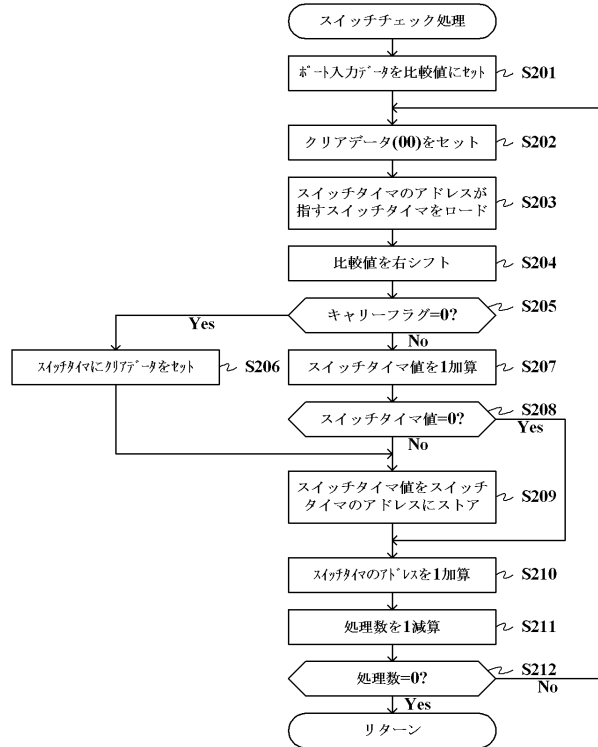 スイッチチェック処理
ポート入力データを比較値にセット
S201
クリアデータ(00)をセット
S202
スイッチタイマのアドレスが
指すスイッチタイマをロード
S203
比較値を右シフト
S204
キャリーフラグ=0?
S205
Yes
No
スイッチタイマにクリアデータをセット
S206
スイッチタイマ値を1加算
S207
スイッチタイマ値=0?
S208
Yes
No
スイッチタイマ値をスイッチ
タイマのアドレスにストア
S209
スイッチタイマのアドレスを1加算
S210
処理数を1減算
S211
処理数=0?
S212
No
Yes
リターン